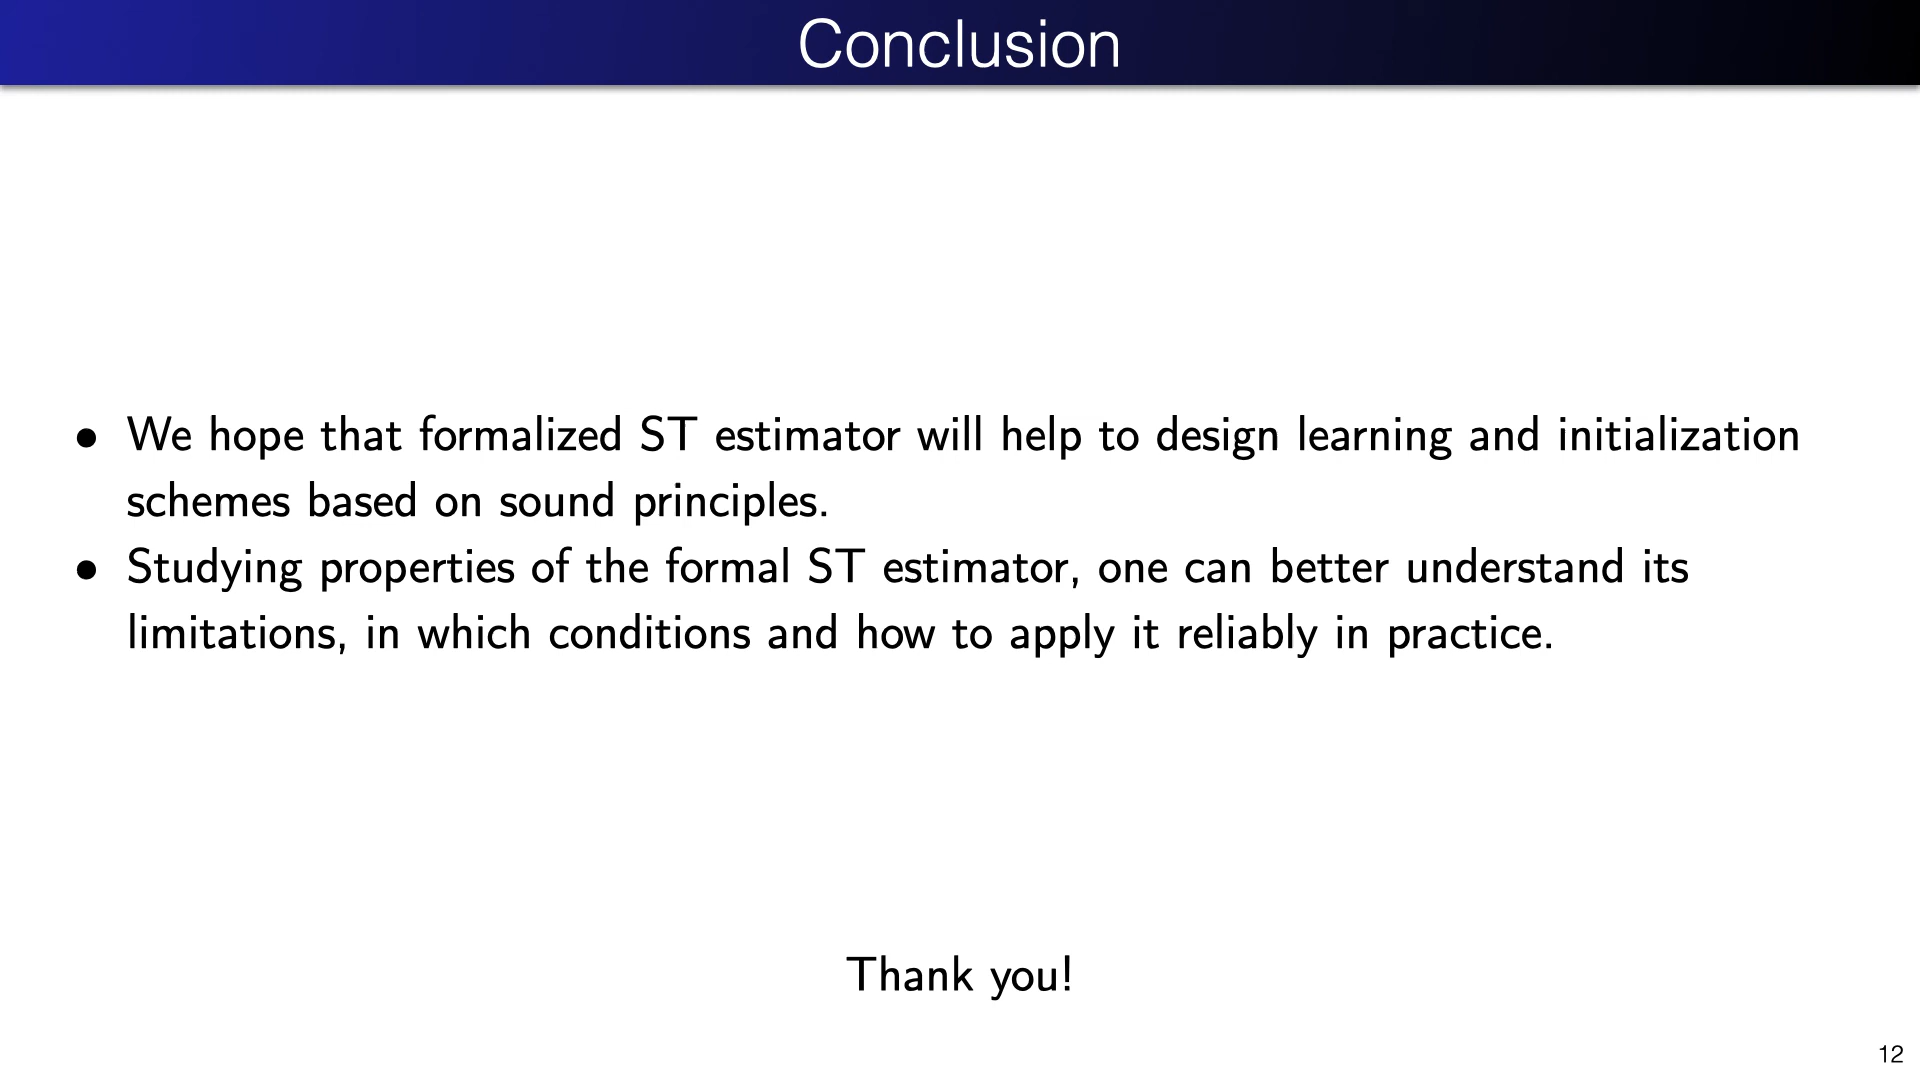 Conclusion
• We hope that formalized ST estimator will help to design learning and initialization
schemes based on sound principles.
• Studying properties of the formal ST estimator, one can better understand its
limitations, in which conditions and how to apply it reliably in practice.
Thank you!
12